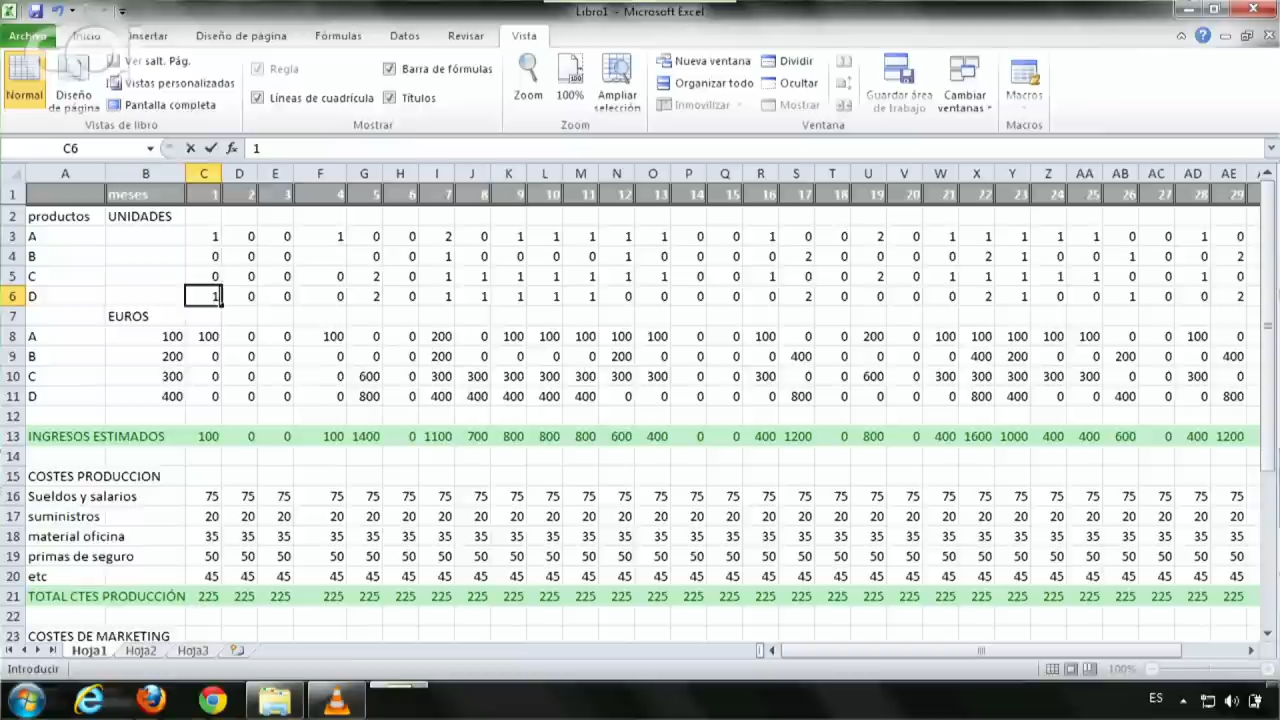 Libro1 - Microsoft Excel
Archivo Inicio Insertar Diseño de página Fórmulas Datos Revisar Vista
Normal
Diseño de página
Ver salt. Pág.
Vistas personalizadas
Pantalla completa
Vistas de libro
Regla
Barra de fórmulas
Líneas de cuadrícula
Títulos
Mostrar
Zoom
100%
Ampliar selección
Zoom
Nueva ventana
Organizar todo
Inmovilizar
Dividir
Ocultar
Mostrar
Guardar área de trabajo
Cambiar ventanas
Ventana
Macros
Macros
C6 fx 1
A B C D E F G H I J K L M N O P Q R S T U V W X Y Z AA AB AC AD AE
1 meses 1 2 3 4 5 6 7 8 9 10 11 12 13 14 15 16 17 18 19 20 21 22 23 24 25 26 27 28 29
2 productos UNIDADES
3 A 1 0 0 1 0 0 2 0 1 1 1 1 1 0 0 1 0 0 2 0 1 1 1 1 1 0 0 1 0
4 B 0 0 0 0 0 0 1 0 0 0 0 1 0 0 0 0 2 0 0 0 0 2 1 0 0 1 0 0 2
5 C 0 0 0 0 2 0 1 1 1 1 1 1 1 0 0 1 0 0 2 0 1 1 1 1 1 0 0 1 0
6 D 1 0 0 0 2 0 1 1 1 1 1 0 0 0 0 0 2 0 0 0 0 2 1 0 0 1 0 0 2
7 EUROS
8 A 100 100 0 0 100 0 0 200 0 100 100 100 100 100 0 0 100 0 0 200 0 100 100 100 100 100 0 0 100 0
9 B 200 0 0 0 0 0 0 200 0 0 0 0 200 0 0 0 0 400 0 0 0 0 400 200 0 0 200 0 0 400
10 C 300 0 0 0 0 600 0 300 300 300 300 300 300 300 0 0 300 0 0 600 0 300 300 300 300 300 0 0 300 0
11 D 400 0 0 0 0 800 0 400 400 400 400 400 0 0 0 0 0 800 0 0 0 0 800 400 0 0 400 0 0 800
12
13 INGRESOS ESTIMADOS 100 0 0 100 1400 0 1100 700 800 800 800 600 400 0 0 400 1200 0 800 0 400 1600 1000 400 400 600 0 400 1200
14
15 COSTES PRODUCCION
16 Sueldos y salarios 75 75 75 75 75 75 75 75 75 75 75 75 75 75 75 75 75 75 75 75 75 75 75 75 75 75 75 75 75
17 suministros 20 20 20 20 20 20 20 20 20 20 20 20 20 20 20 20 20 20 20 20 20 20 20 20 20 20 20 20 20
18 material oficina 35 35 35 35 35 35 35 35 35 35 35 35 35 35 35 35 35 35 35 35 35 35 35 35 35 35 35 35 35
19 primas de seguro 50 50 50 50 50 50 50 50 50 50 50 50 50 50 50 50 50 50 50 50 50 50 50 50 50 50 50 50 50
20 etc 45 45 45 45 45 45 45 45 45 45 45 45 45 45 45 45 45 45 45 45 45 45 45 45 45 45 45 45 45
21 TOTAL CTES PRODUCCIÓN 225 225 225 225 225 225 225 225 225 225 225 225 225 225 225 225 225 225 225 225 225 225 225 225 225 225 225 225 225
22
23 COSTES DE MARKETING
Hoja1 Hoja2 Hoja3
Introducir 100%
ES